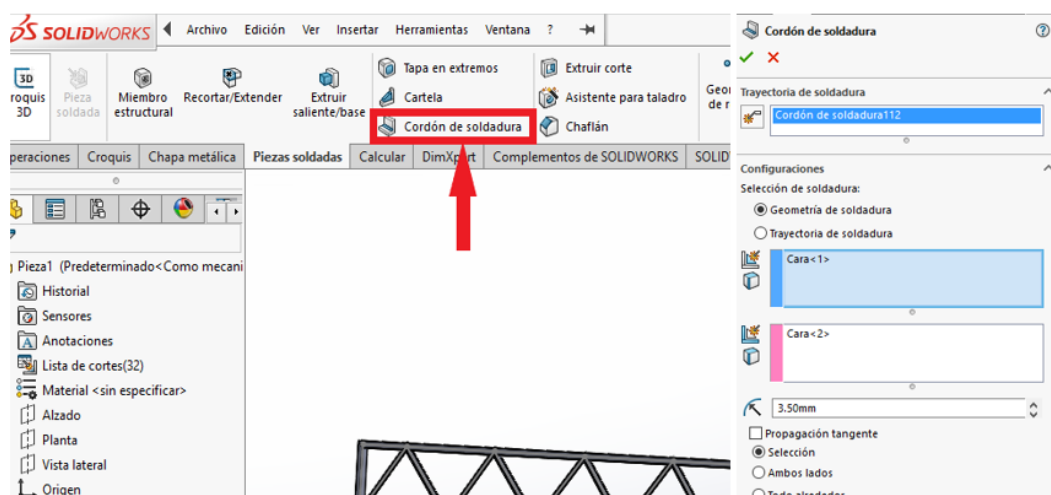 SOLIDWORKS
Archivo Edición Ver Insertar Herramientas Ventana ?
3D
roquis
3D
Pieza
soldada
Miembro
estructural
Recortar/Extender
Extruir
saliente/base
Tapa en extremos
Cartela
Cordón de soldadura
Extruir corte
Asistente para taladro
Chaflán
Geor
de r
peraciones Croquis Chapa metálica Piezas soldadas Calcular DimXpert Complementos de SOLIDWORKS SOLID
Pieza1 (Predeterminado<Como mecani
Historial
Sensores
Anotaciones
Lista de cortes(32)
Material <sin especificar>
Alzado
Planta
Vista lateral
Origen
Cordón de soldadura
Trayectoria de soldadura
Cordón de soldadura112
Configuraciones
Selección de soldadura:
Geometría de soldadura
Trayectoria de soldadura
Cara<1>
Cara<2>
3.50mm
Propagación tangente
Selección
Ambos lados
Todo alrededor